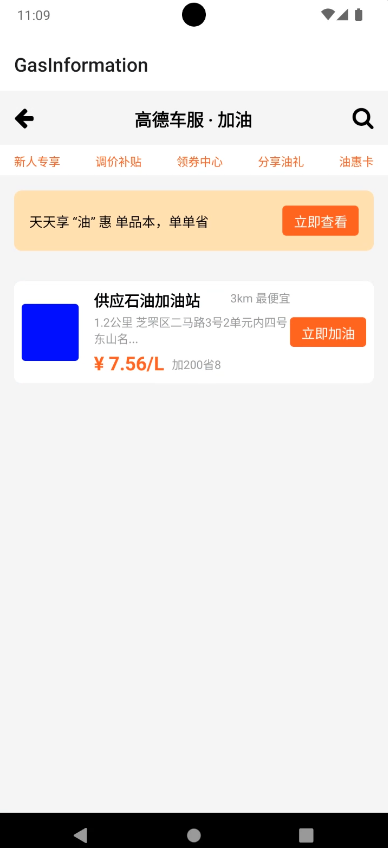 11:09
GasInformation
高德车服 · 加油
新人专享 调价补贴 领券中心 分享油礼 油惠卡
天天享 “油” 惠 单品本，单单省 立即查看
供应石油加油站 3km 最便宜
1.2公里 芝罘区二马路3号2单元内四号
东山名... 立即加油
¥ 7.56/L 加200省8